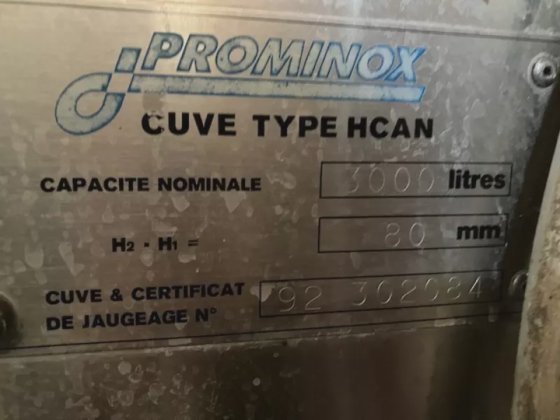 PROMINOX
CUVE TYPE HCAN
CAPACITE NOMINALE 3000 litres
H2 - H1 = 80 mm
CUVE & CERTIFICAT
DE JAUGEAGE N° 92 302084